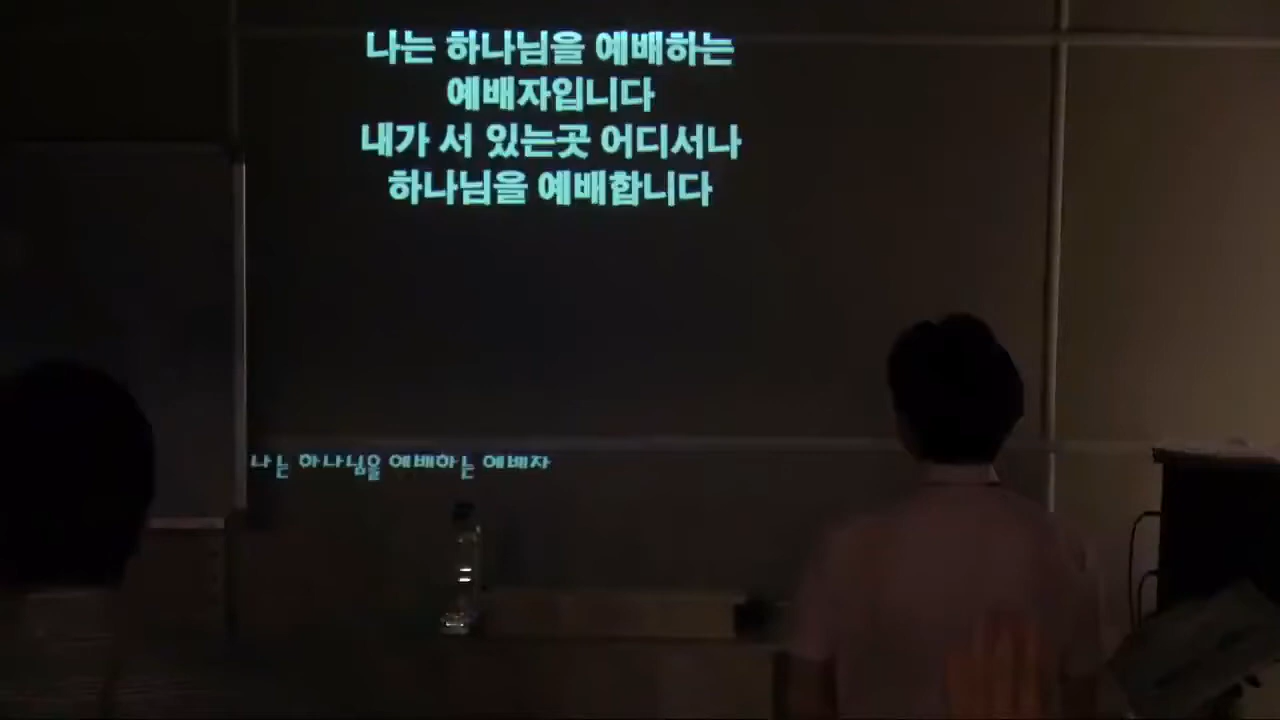 나는 하나님을 예배하는
예배자입니다
내가 서 있는곳 어디서나
하나님을 예배합니다
나는 하나님을 예배하는 예배자